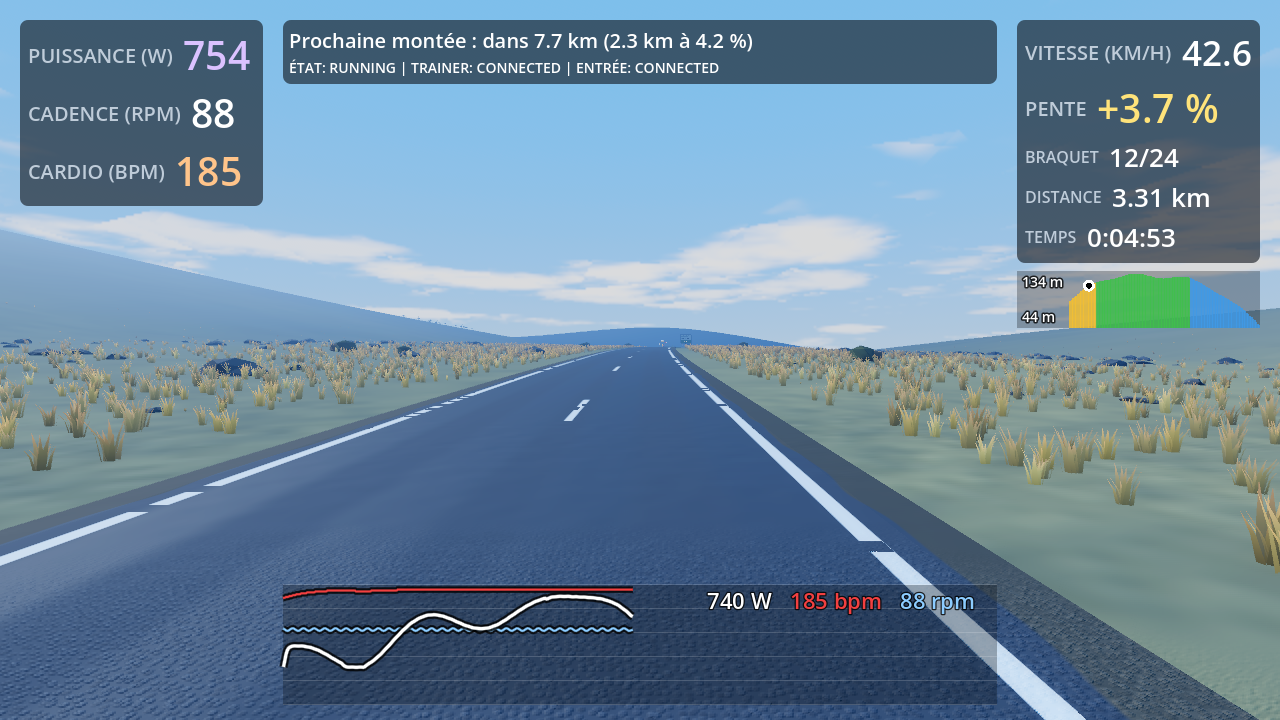 PUISSANCE (W) 754
CADENCE (RPM) 88
CARDIO (BPM) 185
Prochaine montée : dans 7.7 km (2.3 km à 4.2 %)
ÉTAT: RUNNING | TRAINER: CONNECTED | ENTRÉE: CONNECTED
VITESSE (KM/H) 42.6
PENTE +3.7 %
BRAQUET 12/24
DISTANCE 3.31 km
TEMPS 0:04:53
134 m
44 m
740 W 185 bpm 88 rpm